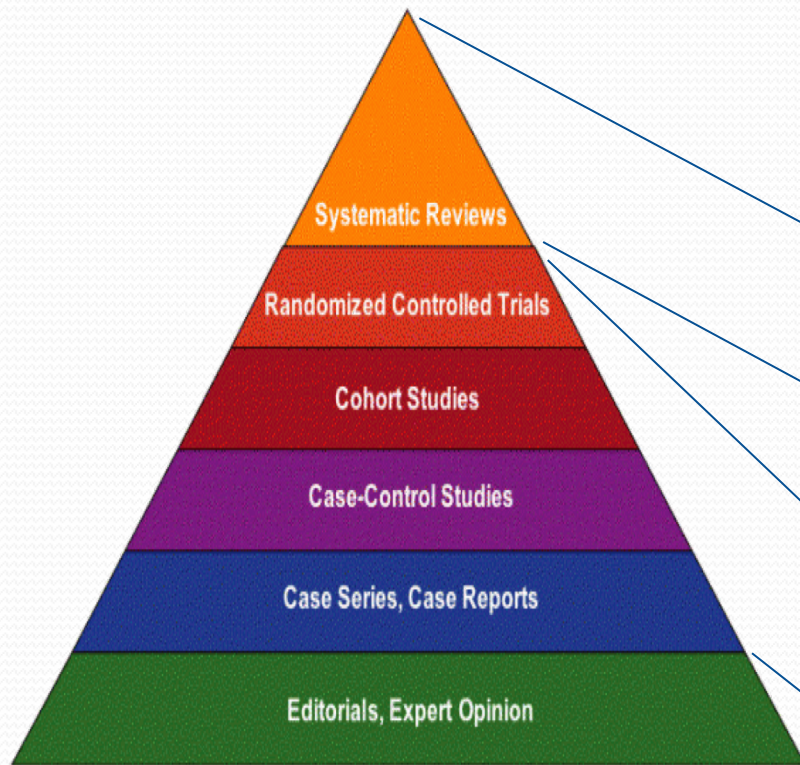 Systematic Reviews
Randomized Controlled Trials
Cohort Studies
Case-Control Studies
Case Series, Case Reports
Editorials, Expert Opinion